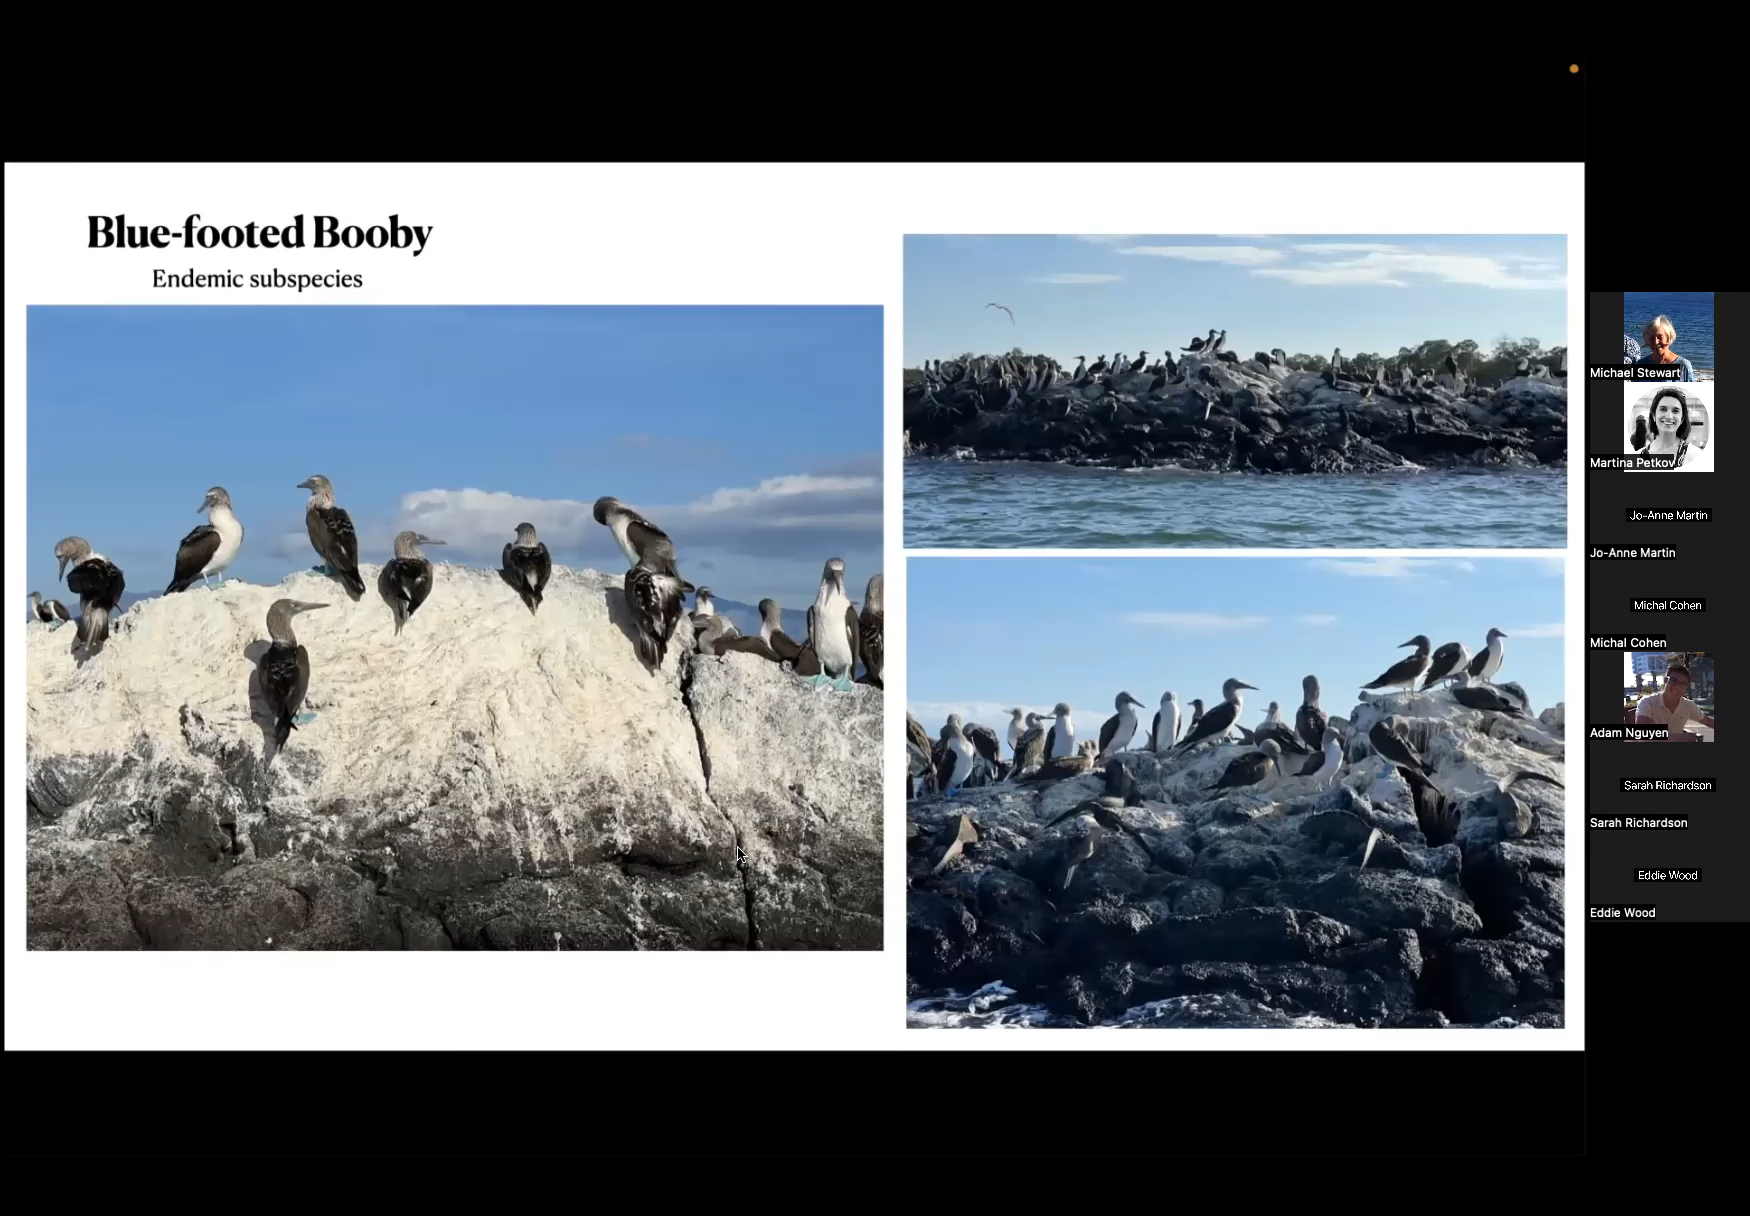 Blue-footed Booby
Endemic subspecies
Michael Stewart
Martina Petkov
Jo-Anne Martin
Jo-Anne Martin
Michal Cohen
Michal Cohen
Adam Nguyen
Sarah Richardson
Sarah Richardson
Eddie Wood
Eddie Wood